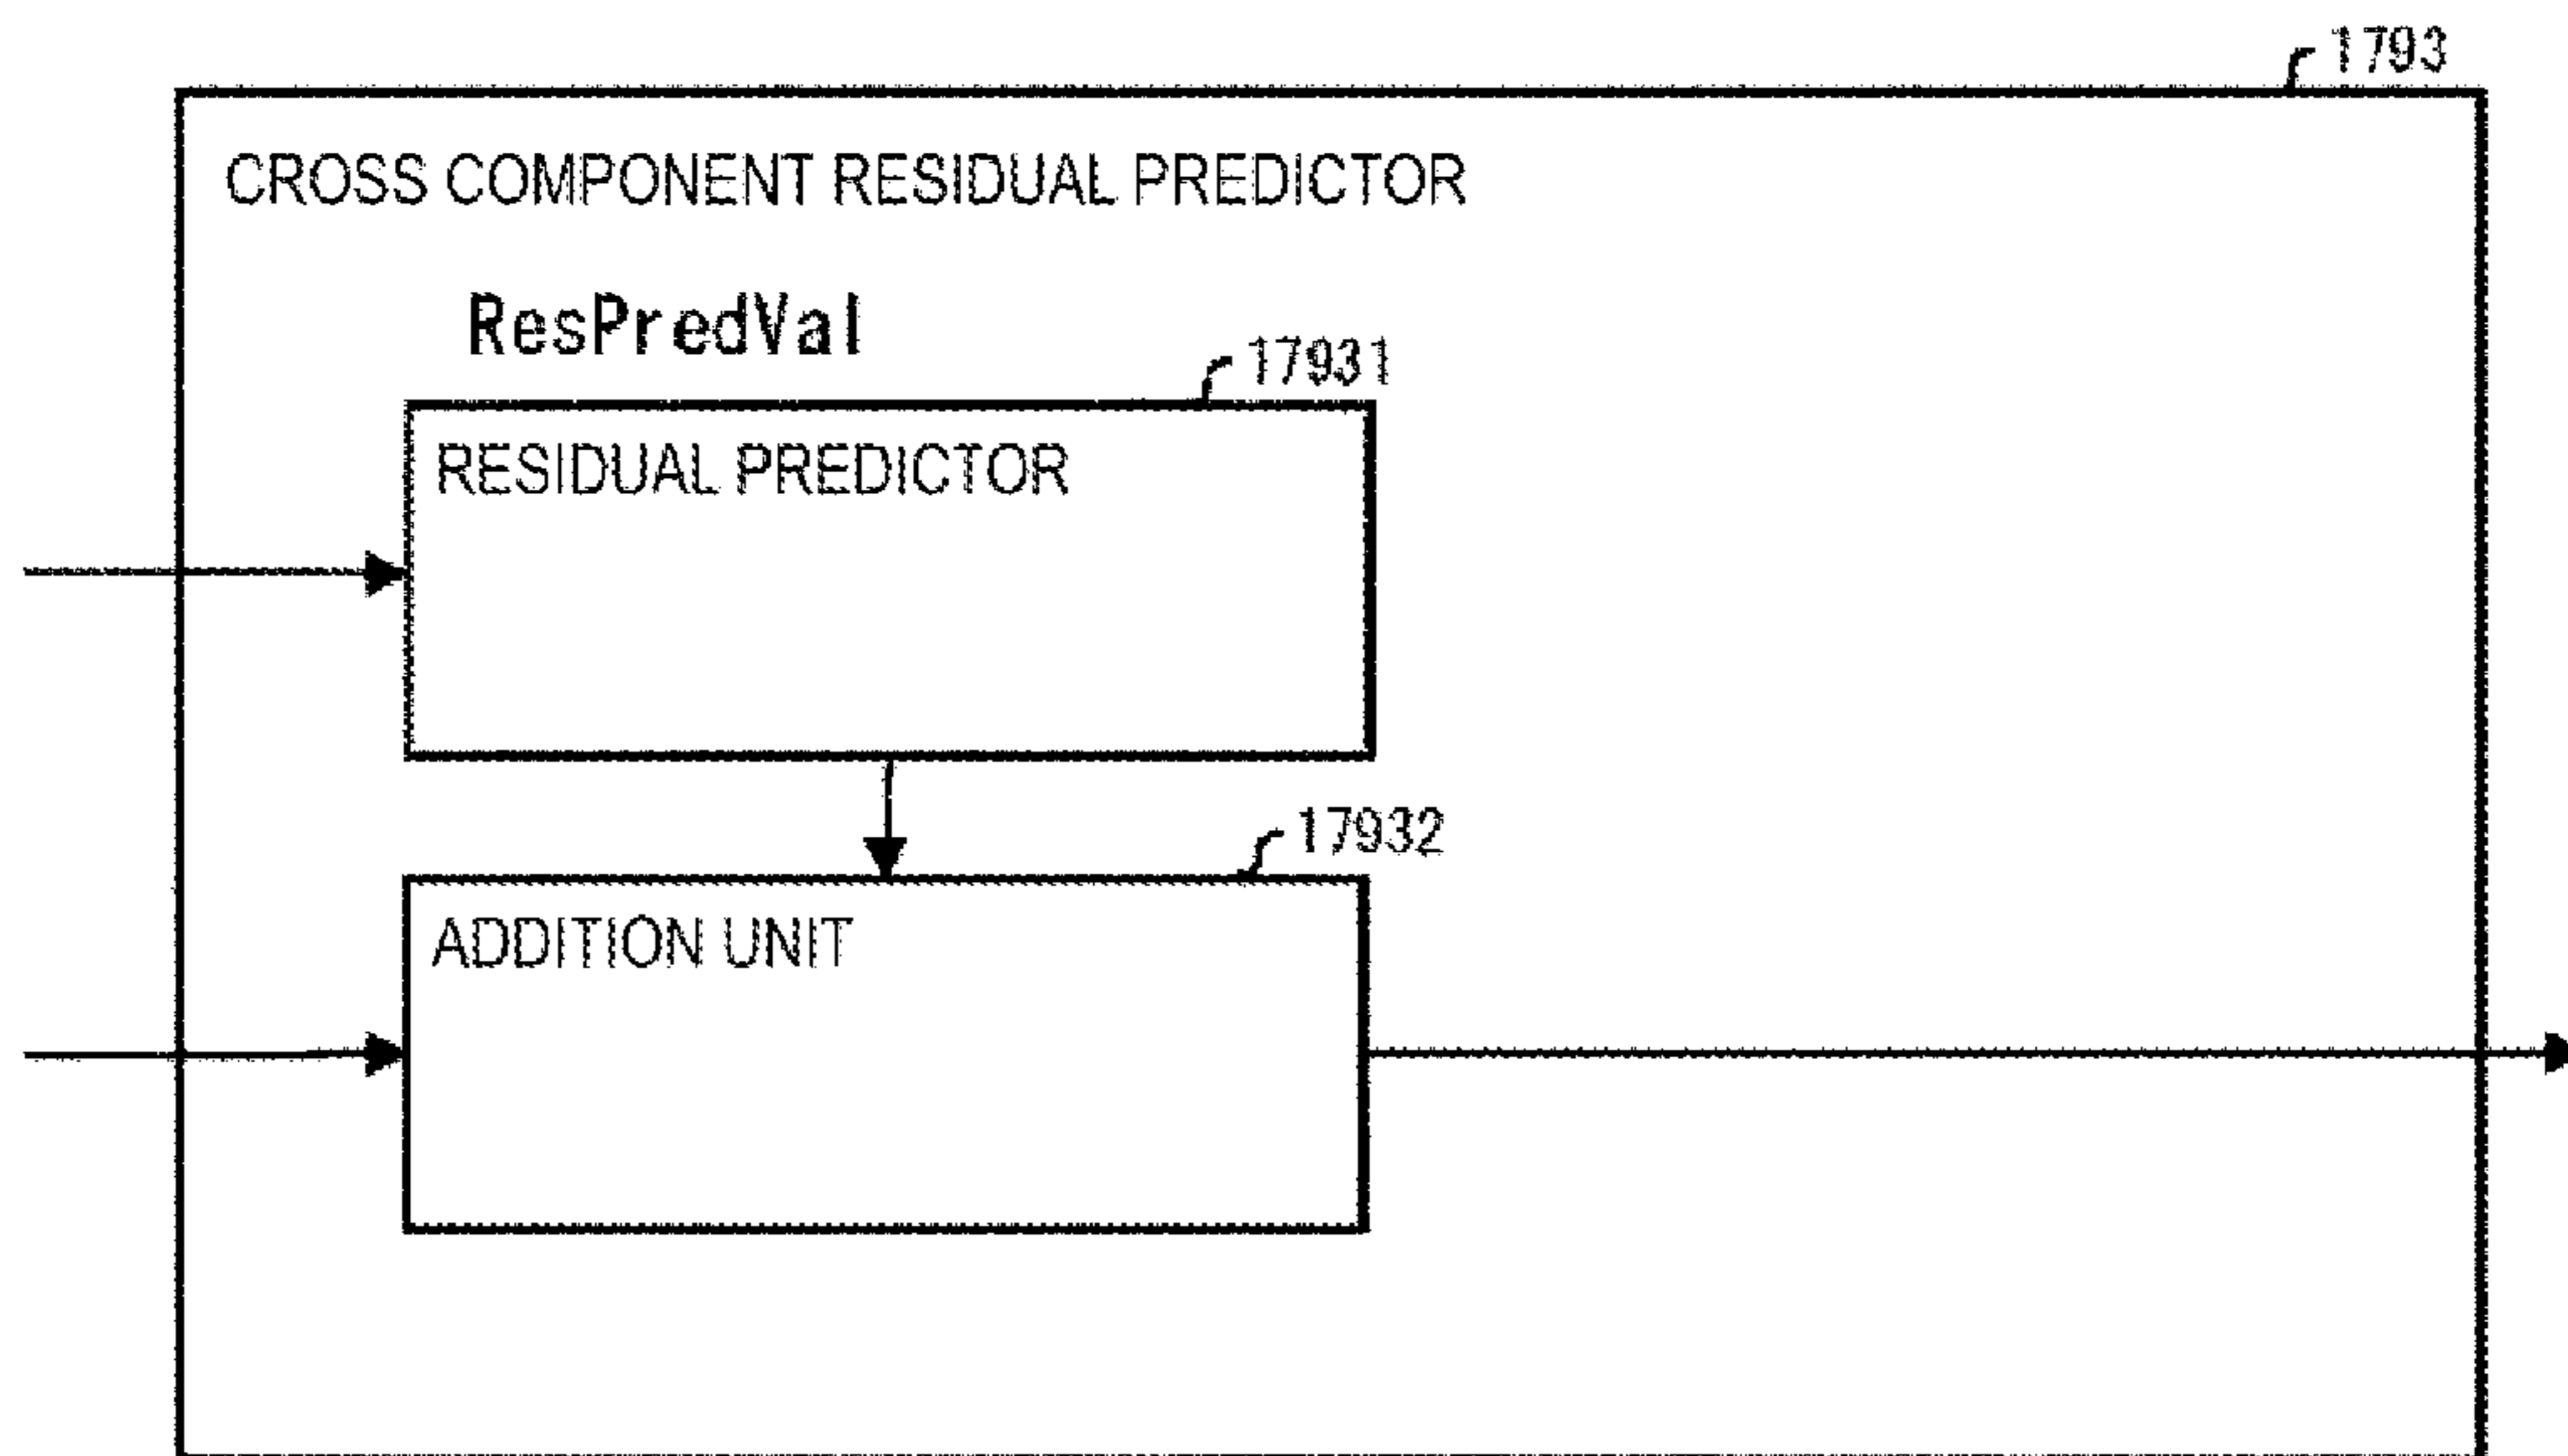 1793
CROSS COMPONENT RESIDUAL PREDICTOR
ResPredVal
17931
RESIDUAL PREDICTOR
17932
ADDITION UNIT